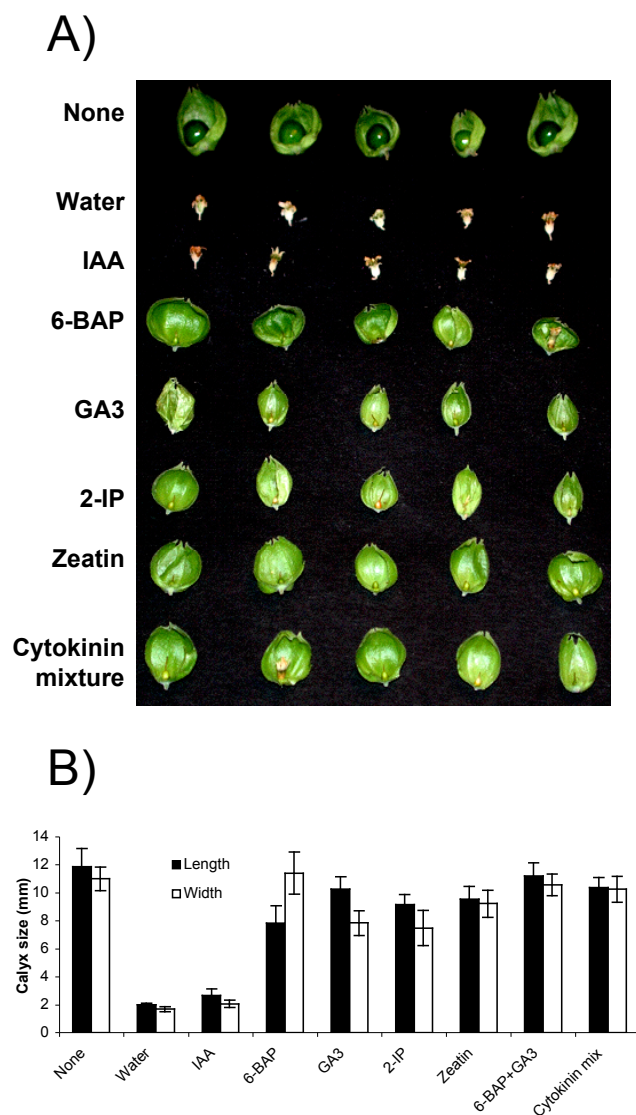 A)
None
Water
IAA
6-BAP
GA3
2-IP
Zeatin
Cytokinin
mixture
B)
14
12
10
8
6
4
2
0
Calyx size (mm)
Length
Width
None
Water
IAA
6-BAP
GA3
2-IP
Zeatin
6-BAP+GA3
Cytokinin mix